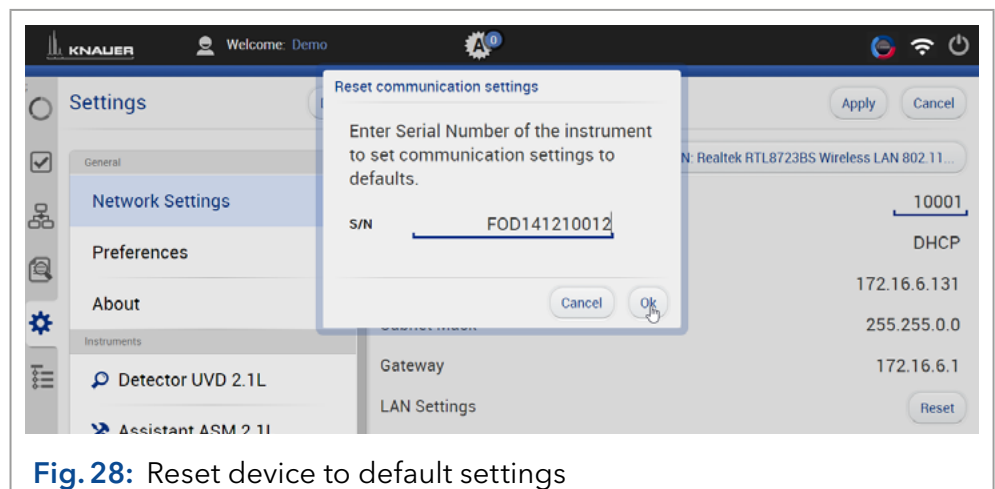 KNAUER
Welcome: Demo
A 0
Settings
Apply
Cancel
Reset communication settings
Enter Serial Number of the instrument
to set communication settings to
defaults.
S/N FOD141210012
Cancel
Ok
General
Network Settings
Preferences
About
Instruments
Detector UVD 2.1L
Assistant ASM 2.1L
N: Realtek RTL8723BS Wireless LAN 802.11...
10001
DHCP
172.16.6.131
Subnet Mask 255.255.0.0
Gateway 172.16.6.1
LAN Settings Reset
Fig. 28: Reset device to default settings